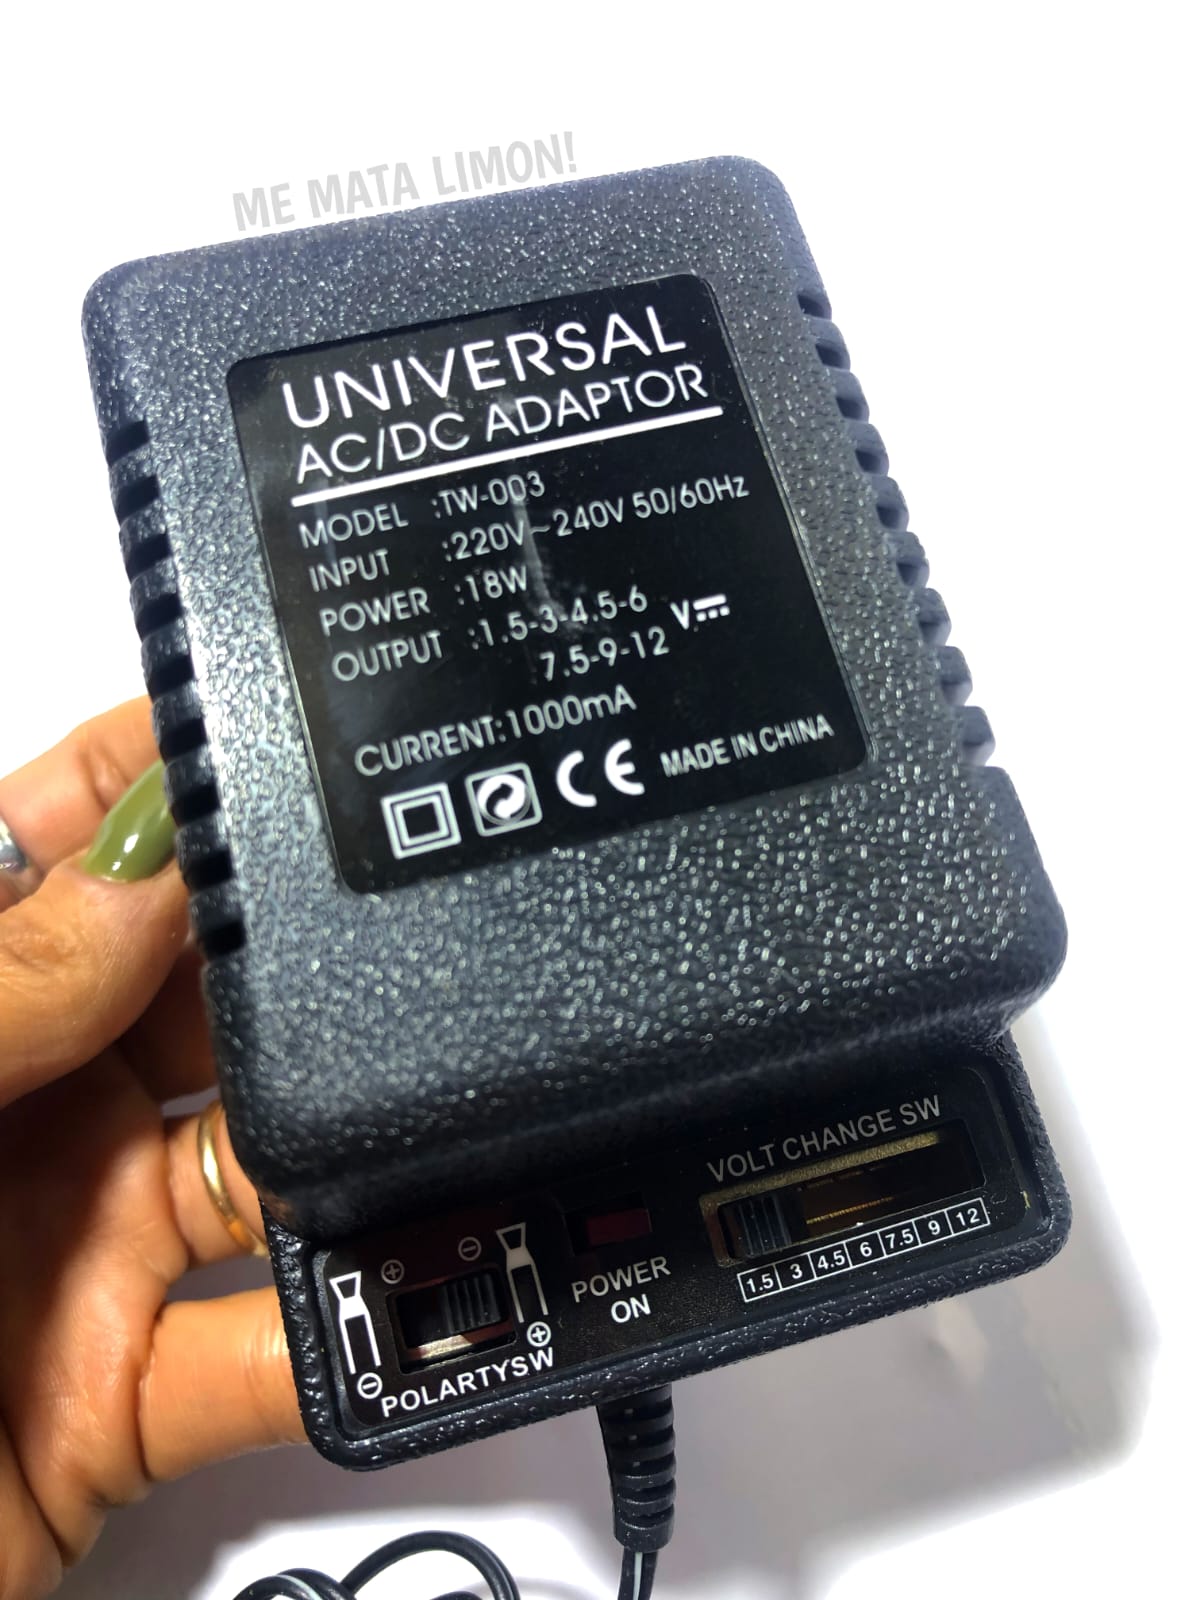 ME MATA LIMON!
UNIVERSAL
AC/DC ADAPTOR
MODEL :TW-003
INPUT :220V~240V 50/60Hz
POWER :18W
OUTPUT :1.5-3-4.5-6
7.5-9-12 V
CURRENT:1000mA
CE MADE IN CHINA
VOLT CHANGE SW
1.5 3 4.5 6 7.5 9 12
POWER
ON
POLARTYSW